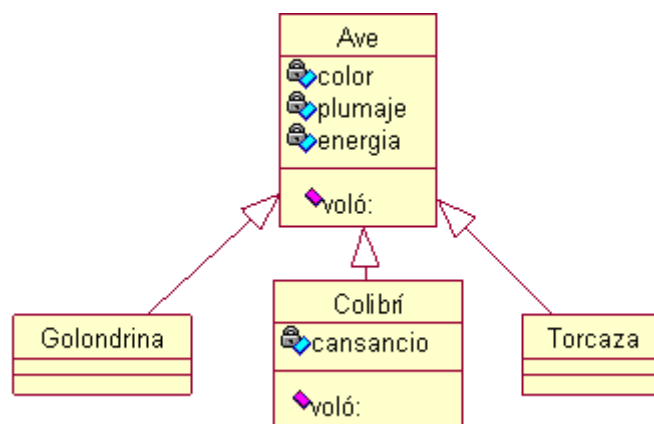 Ave
color
plumaje
energia
voló:
Golondrina
Colibrí
cansancio
voló:
Torcaza